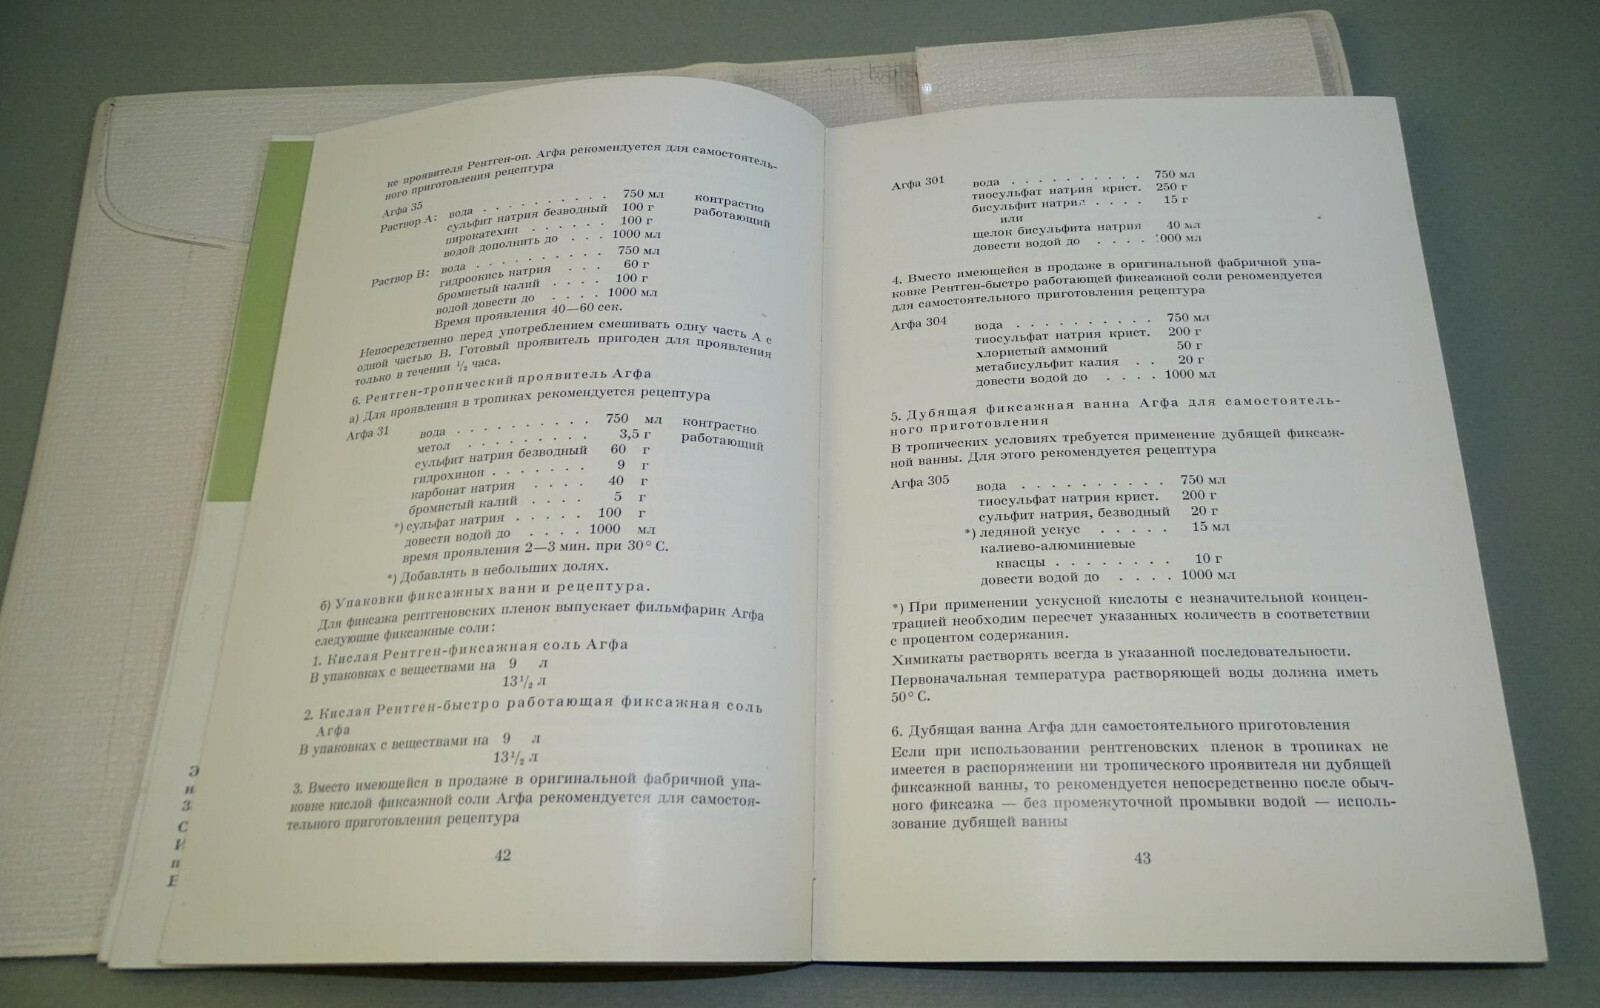 ке проявителя Рентген-оп. Агфа рекомендуется для самостоятель-
ного приготовления рецептура
Агфа 35
Раствор А: вода . . . . . . . . . . 750 мл контрастно
сульфит натрия безводный 100 г работающий
пирокатехин . . . . . . 100 г
водой дополнить до . . . 1000 мл
Раствор В: вода . . . . . . . . . . 750 мл
гидроокись натрия . . . 60 г
бромистый калий . . . . 100 г
водой довести до . . . . 1000 мл
Время проявления 40—60 сек.
Непосредственно перед употреблением смешивать одну часть А с
одной частью В. Готовый проявитель пригоден для проявления
только в течении 1/2 часа.
6. Рентген-тропический проявитель Агфа
а) Для проявления в тропиках рекомендуется рецептура
Агфа 31 вода . . . . . . . . . . 750 мл контрастно
метол . . . . . . . . . 3,5 г работающий
сульфит натрия безводный 60 г
гидрохинон . . . . . . . 9 г
карбонат натрия . . . . 40 г
бромистый калий . . . . 5 г
*) сульфат натрия . . . . . 100 г
довести водой до . . . . 1000 мл
время проявления 2—3 мин. при 30° С.
*) Добавлять в небольших долях.
б) Упаковки фиксажных ванн и рецептура.
Для фиксажа рентгеновских пленок выпускает фильмфарик Агфа
следующие фиксажные соли:
1. Кислая Рентген-фиксажная соль Агфа
В упаковках с веществами на 9 л
13 1/2 л
2. Кислая Рентген-быстро работающая фиксажная соль
Агфа
В упаковках с веществами на 9 л
13 1/2 л
3. Вместо имеющейся в продаже в оригинальной фабричной упа-
ковке кислой фиксажной соли Агфа рекомендуется для самостоя-
тельного приготовления рецептура
42
Агфа 301 вода . . . . . . . . . . 750 мл
тиосульфат натрия крист. 250 г
бисульфит натрия . . . . 15 г
или
щелок бисульфита натрия 40 мл
довести водой до . . . . 1000 мл
4. Вместо имеющейся в продаже в оригинальной фабричной упа-
ковке Рентген-быстро работающей фиксажной соли рекомендуется
для самостоятельного приготовления рецептура
Агфа 304 вода . . . . . . . . . . 750 мл
тиосульфат натрия крист. 200 г
хлористый аммоний 50 г
метабисульфит калия . . 20 г
довести водой до . . . . 1000 мл
5. Дубящая фиксажная ванна Агфа для самостоятель-
ного приготовления
В тропических условиях требуется применение дубящей фиксаж-
ной ванны. Для этого рекомендуется рецептура
Агфа 305 вода . . . . . . . . . . 750 мл
тиосульфат натрия крист. 200 г
сульфит натрия, безводный 20 г
*) ледяной ускус . . . . . 15 мл
калиево-алюминиевые
квасцы . . . . . . . . 10 г
довести водой до . . . . 1000 мл
*) При применении ускусной кислоты с незначительной концен-
трацией необходим пересчет указанных количеств в соответствии
с процентом содержания.
Химикаты растворять всегда в указанной последовательности.
Первоначальная температура растворяющей воды должна иметь
50° С.
6. Дубящая ванна Агфа для самостоятельного приготовления
Если при использовании рентгеновских пленок в тропиках не
имеется в распоряжении ни тропического проявителя ни дубящей
фиксажной ванны, то рекомендуется непосредственно после обыч-
ного фиксажа — без промежуточной промывки водой — исполь-
зование дубящей ванны
43